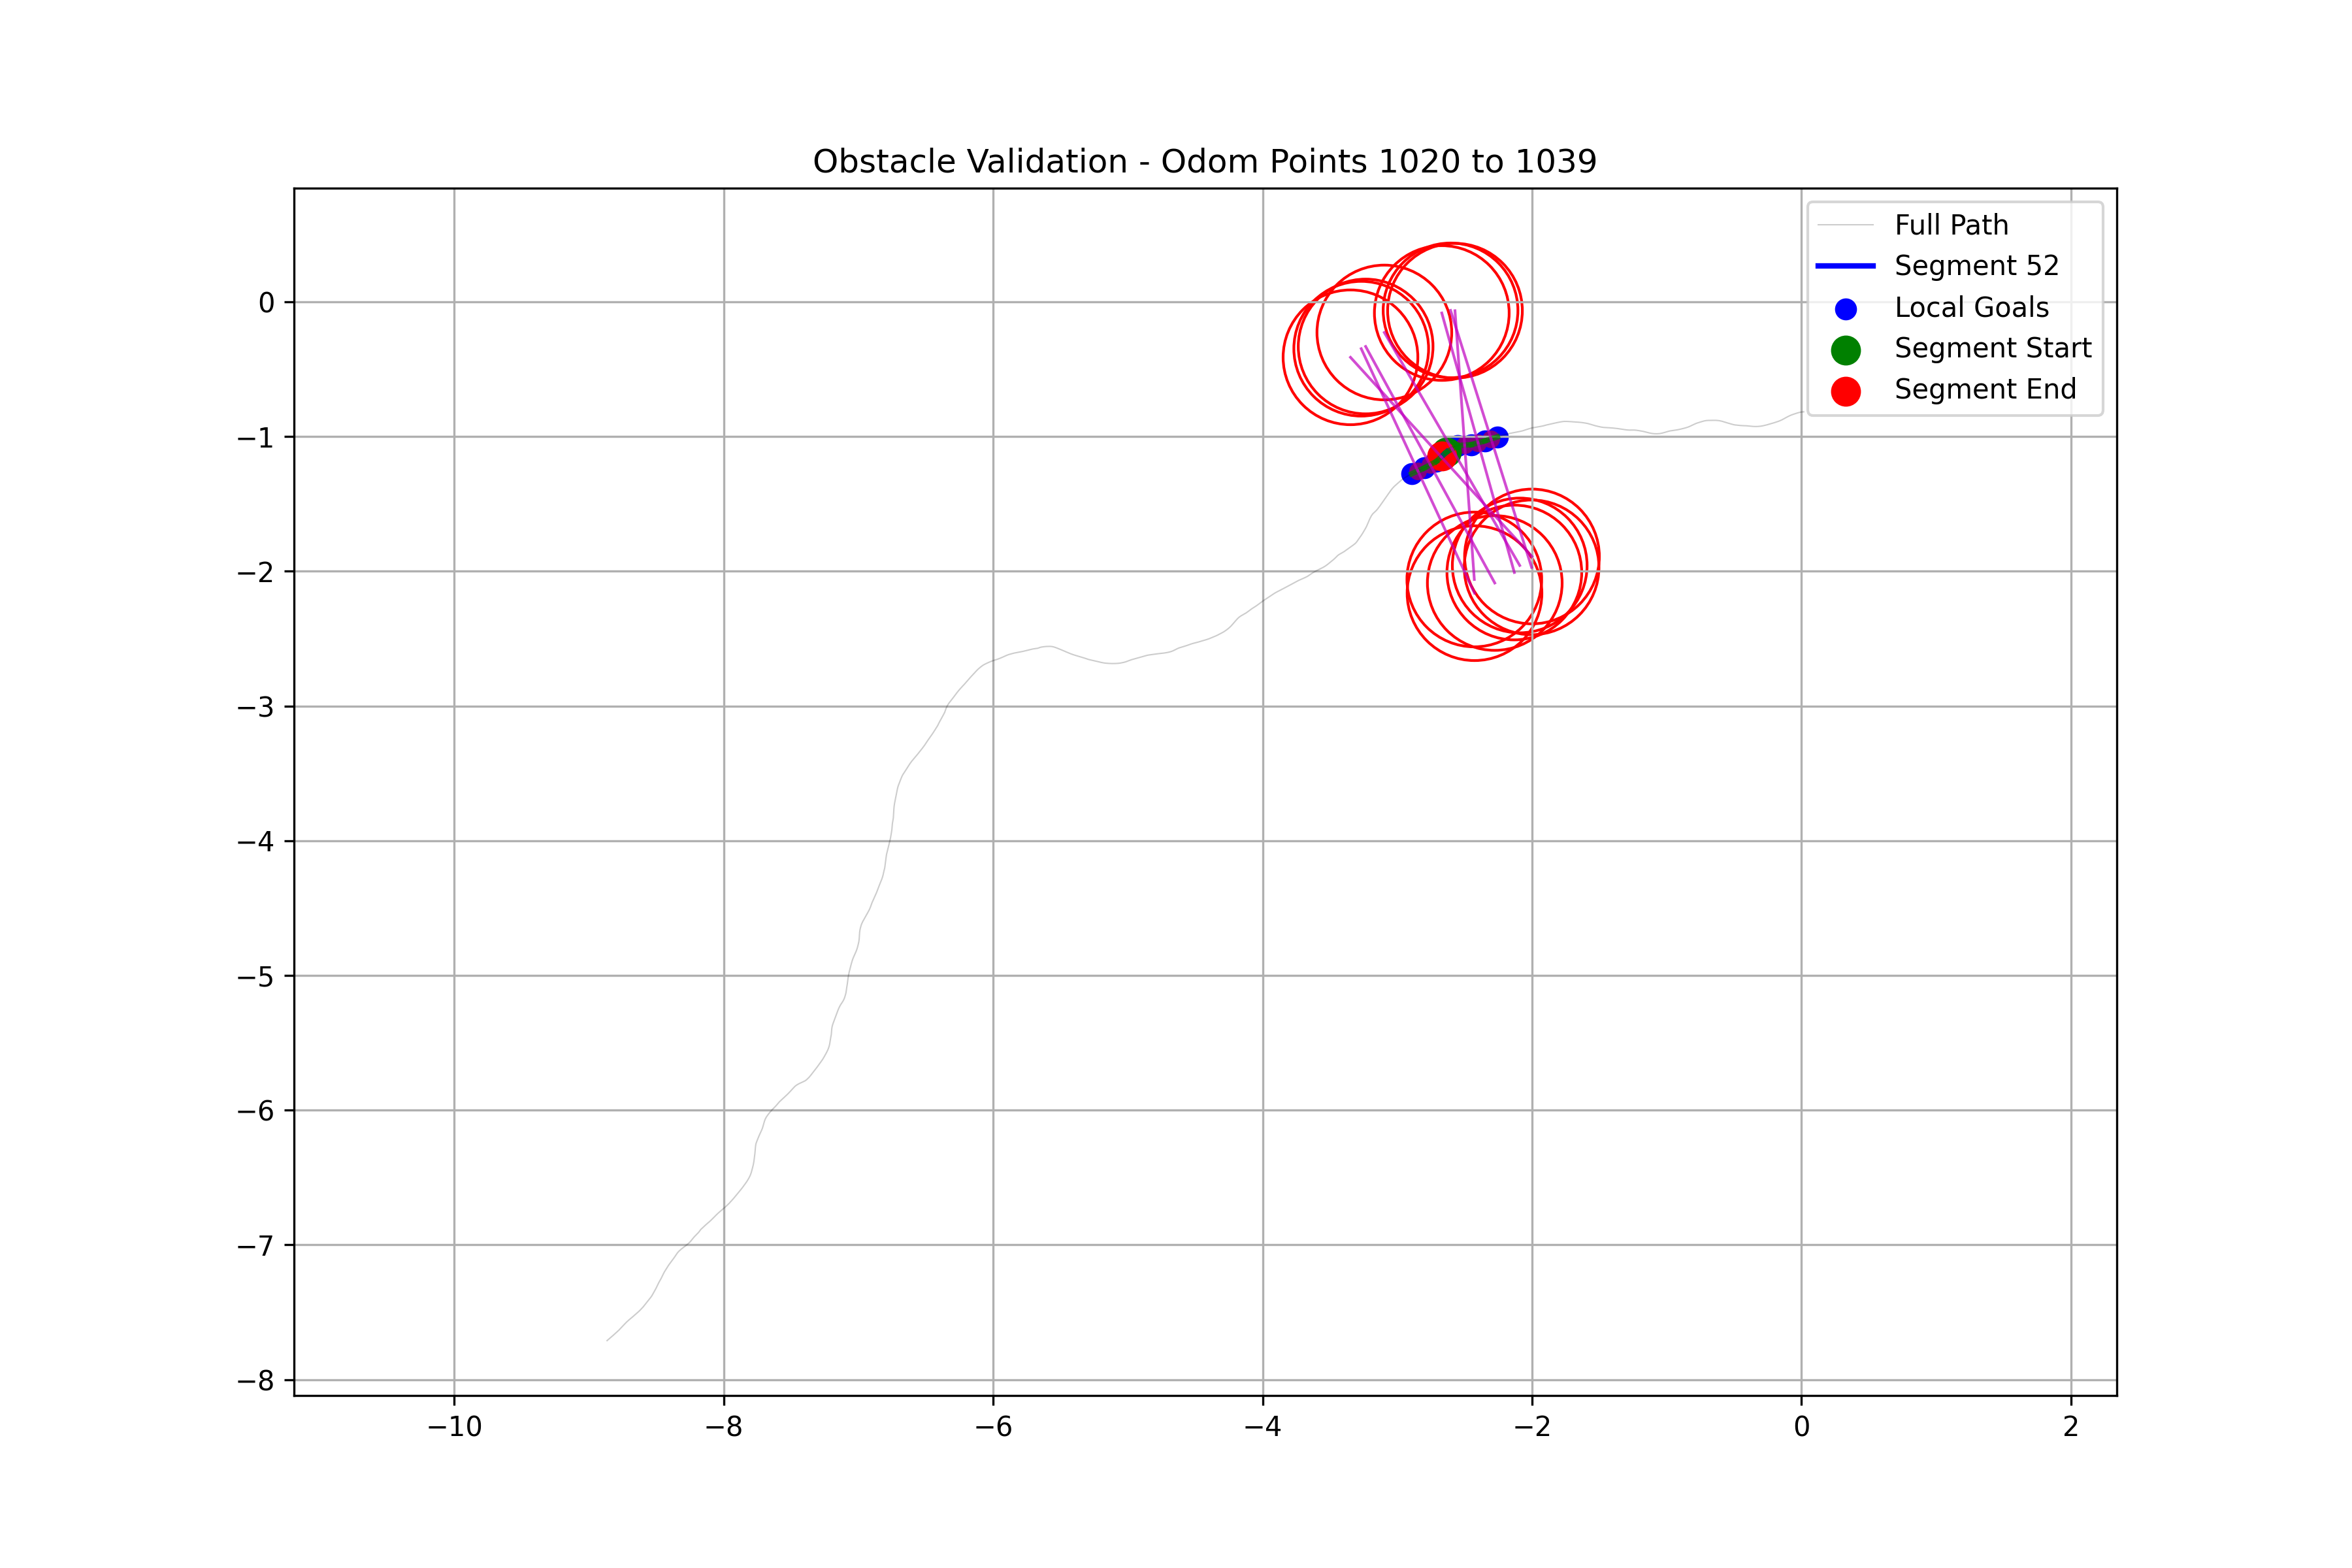 Obstacle Validation - Odom Points 1020 to 1039
Full Path
Segment 52
Local Goals
Segment Start
Segment End
0
−1
−2
−3
−4
−5
−6
−7
−8
−10
−8
−6
−4
−2
0
2